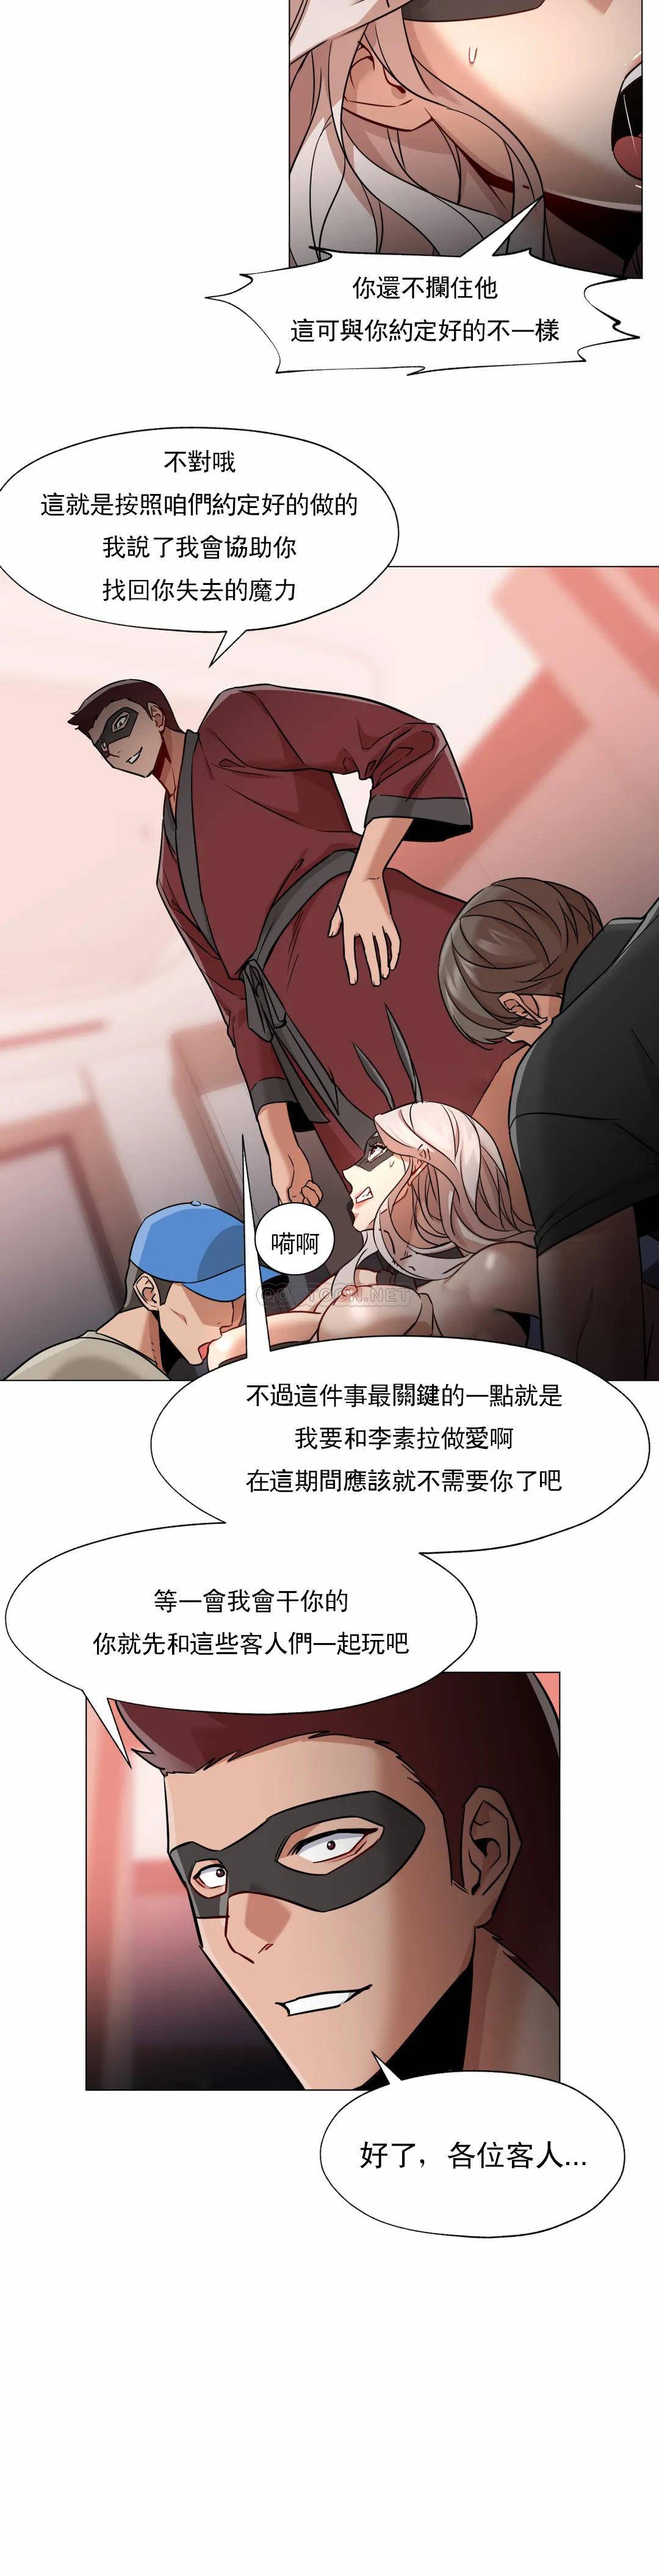 你還不攔住他
這可與你約定好的不一樣
不對哦
這就是按照咱們約定好的做的
我說了我會協助你
找回你失去的魔力
嗬啊
不過這件事最關鍵的一點就是
我要和李素拉做愛啊
在這期間應該就不需要你了吧
等一會我會干你的
你就先和這些客人們一起玩吧
好了，各位客人...